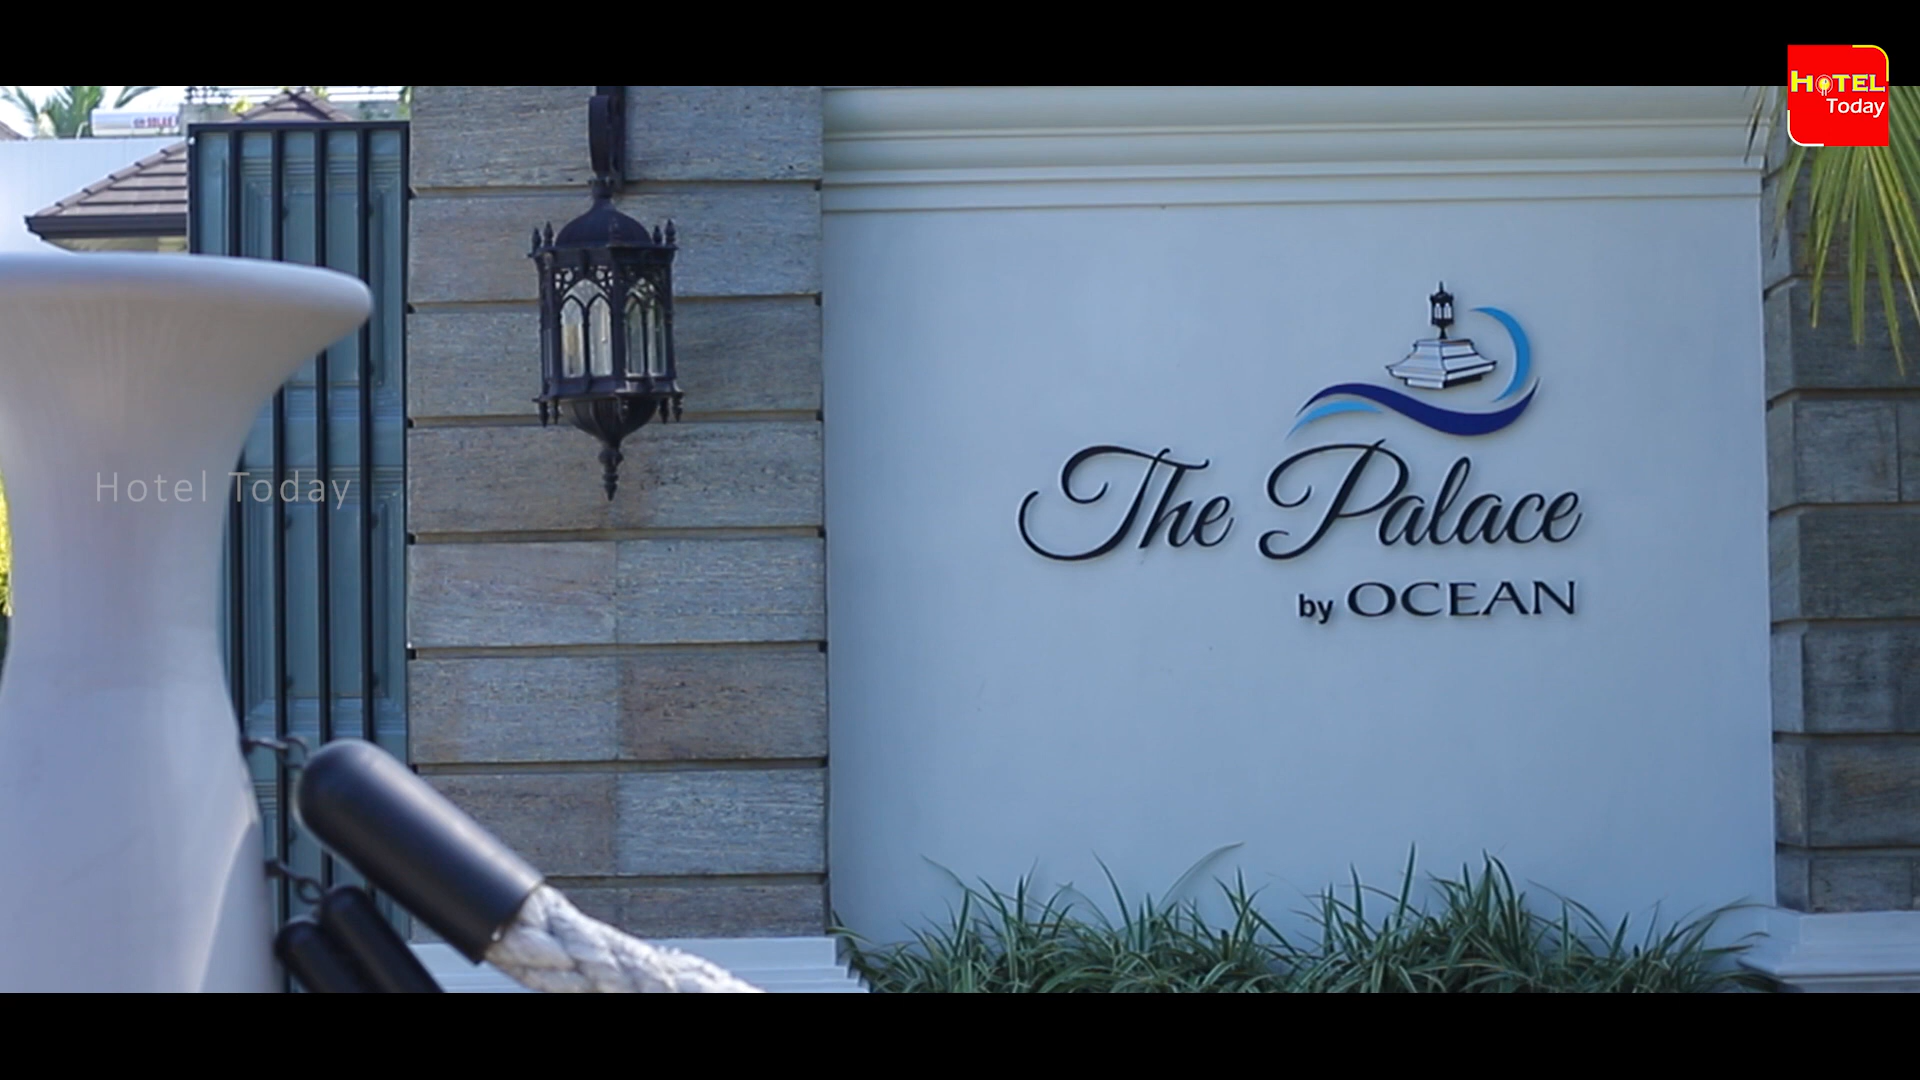 HOTEL
Today
Hotel Today
The Palace
by OCEAN